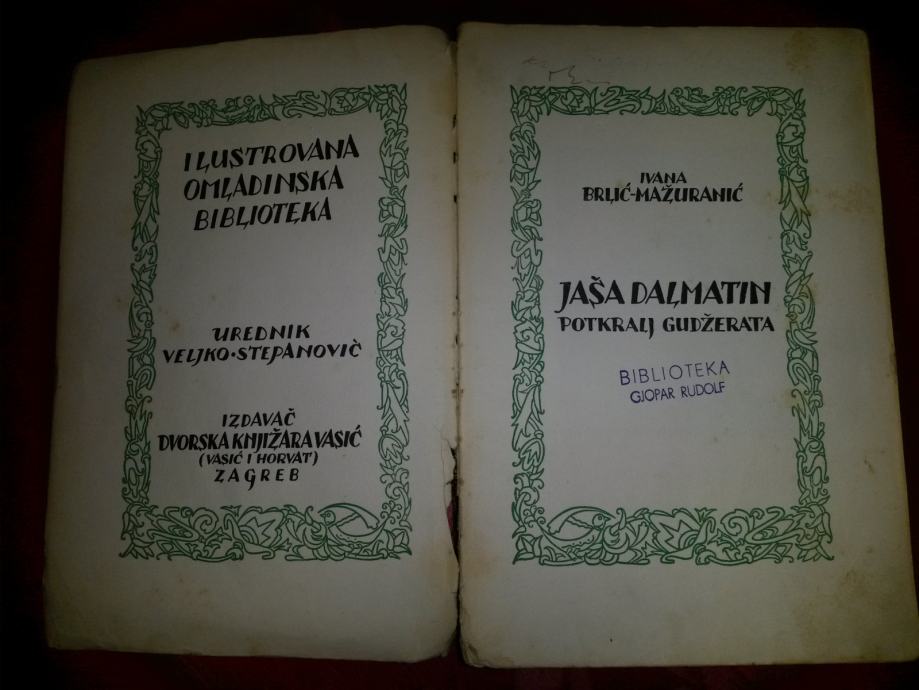 ILUSTROVANA
OMLADINSKA
BIBLIOTEKA
UREDNIK
VELJKO·STEPANOVIČ
IZDAVAČ
DVORSKA KNJIŽARA VASIĆ
(VASIĆ I HORVAT)
ZAGREB
IVANA
BRLIĆ-MAŽURANIĆ
JAŠA DALMATIN
POTKRALJ GUDŽERATA
BIBLIOTEKA
GJOPAR RUDOLF